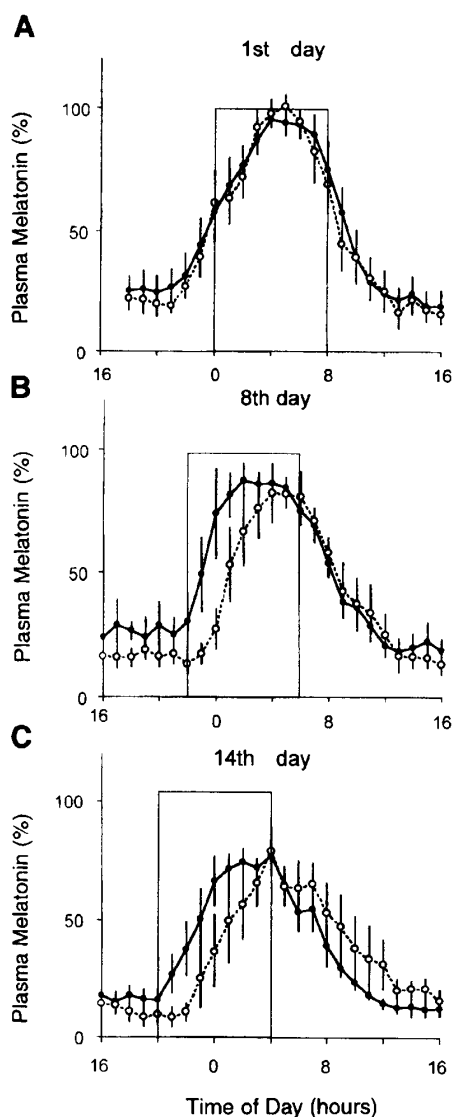 A
1st day
Plasma Melatonin (%)
100
50
0
16 0 8 16
B
8th day
Plasma Melatonin (%)
100
50
0
16 0 8 16
C
14th day
Plasma Melatonin (%)
100
50
0
16 0 8 16
Time of Day (hours)